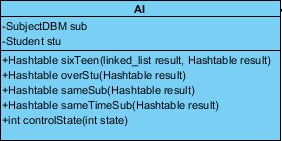 AI
-SubjectDBM sub
-Student stu
+Hashtable sixTeen(linked_list result, Hashtable result)
+Hashtable overStu(Hashtable result)
+Hashtable sameSub(Hashtable result)
+Hashtable sameTimeSub(Hashtable result)
+int controlState(int state)